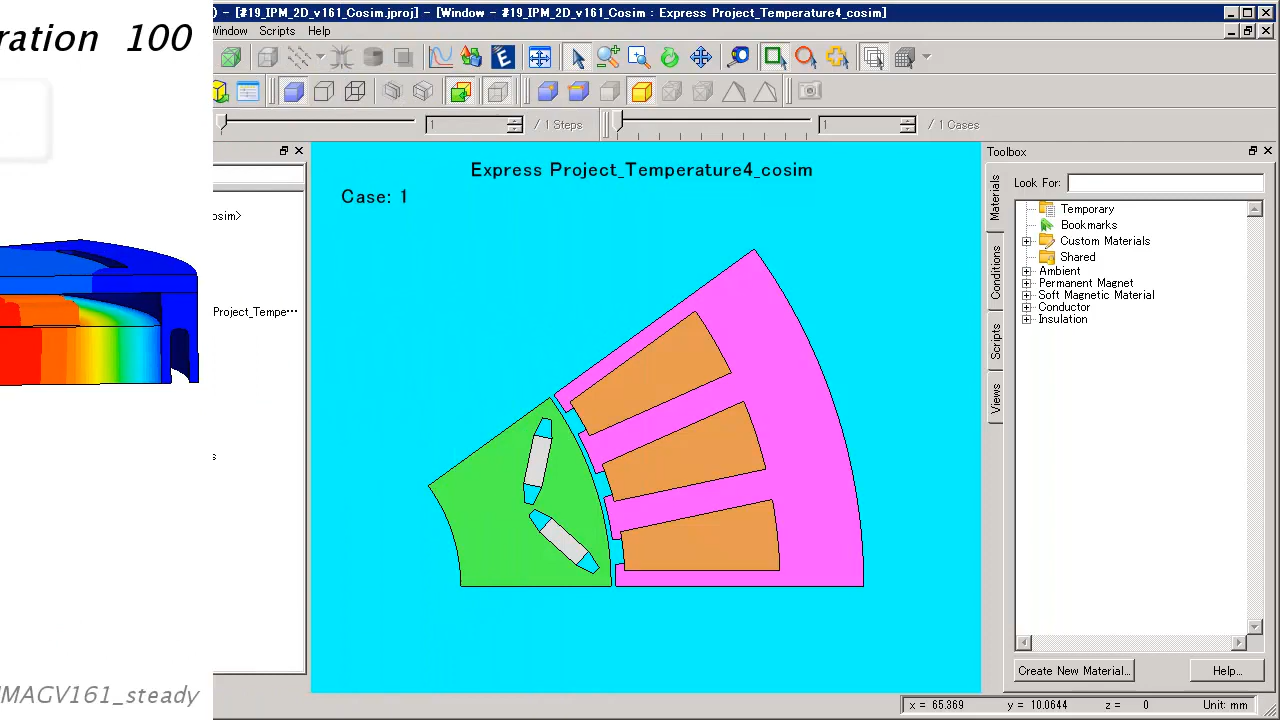 ration 100
MAGV161_steady
- [#19_IPM_2D_v161_Cosim.jproj] - [Window - #19_IPM_2D_v161_Cosim : Express Project_Temperature4_cosim]
Window Scripts Help
1 / 1 Steps 1 / 1 Cases
osim>
Project_Tempe...
Express Project_Temperature4_cosim
Case: 1
Toolbox
Materials
Conditions
Scripts
Views
Look For:
Temporary
Bookmarks
Custom Materials
Shared
Ambient
Permanent Magnet
Soft Magnetic Material
Conductor
Insulation
Create New Material... Help...
x = 65.369 y = 10.0644 z = 0 Unit: mm